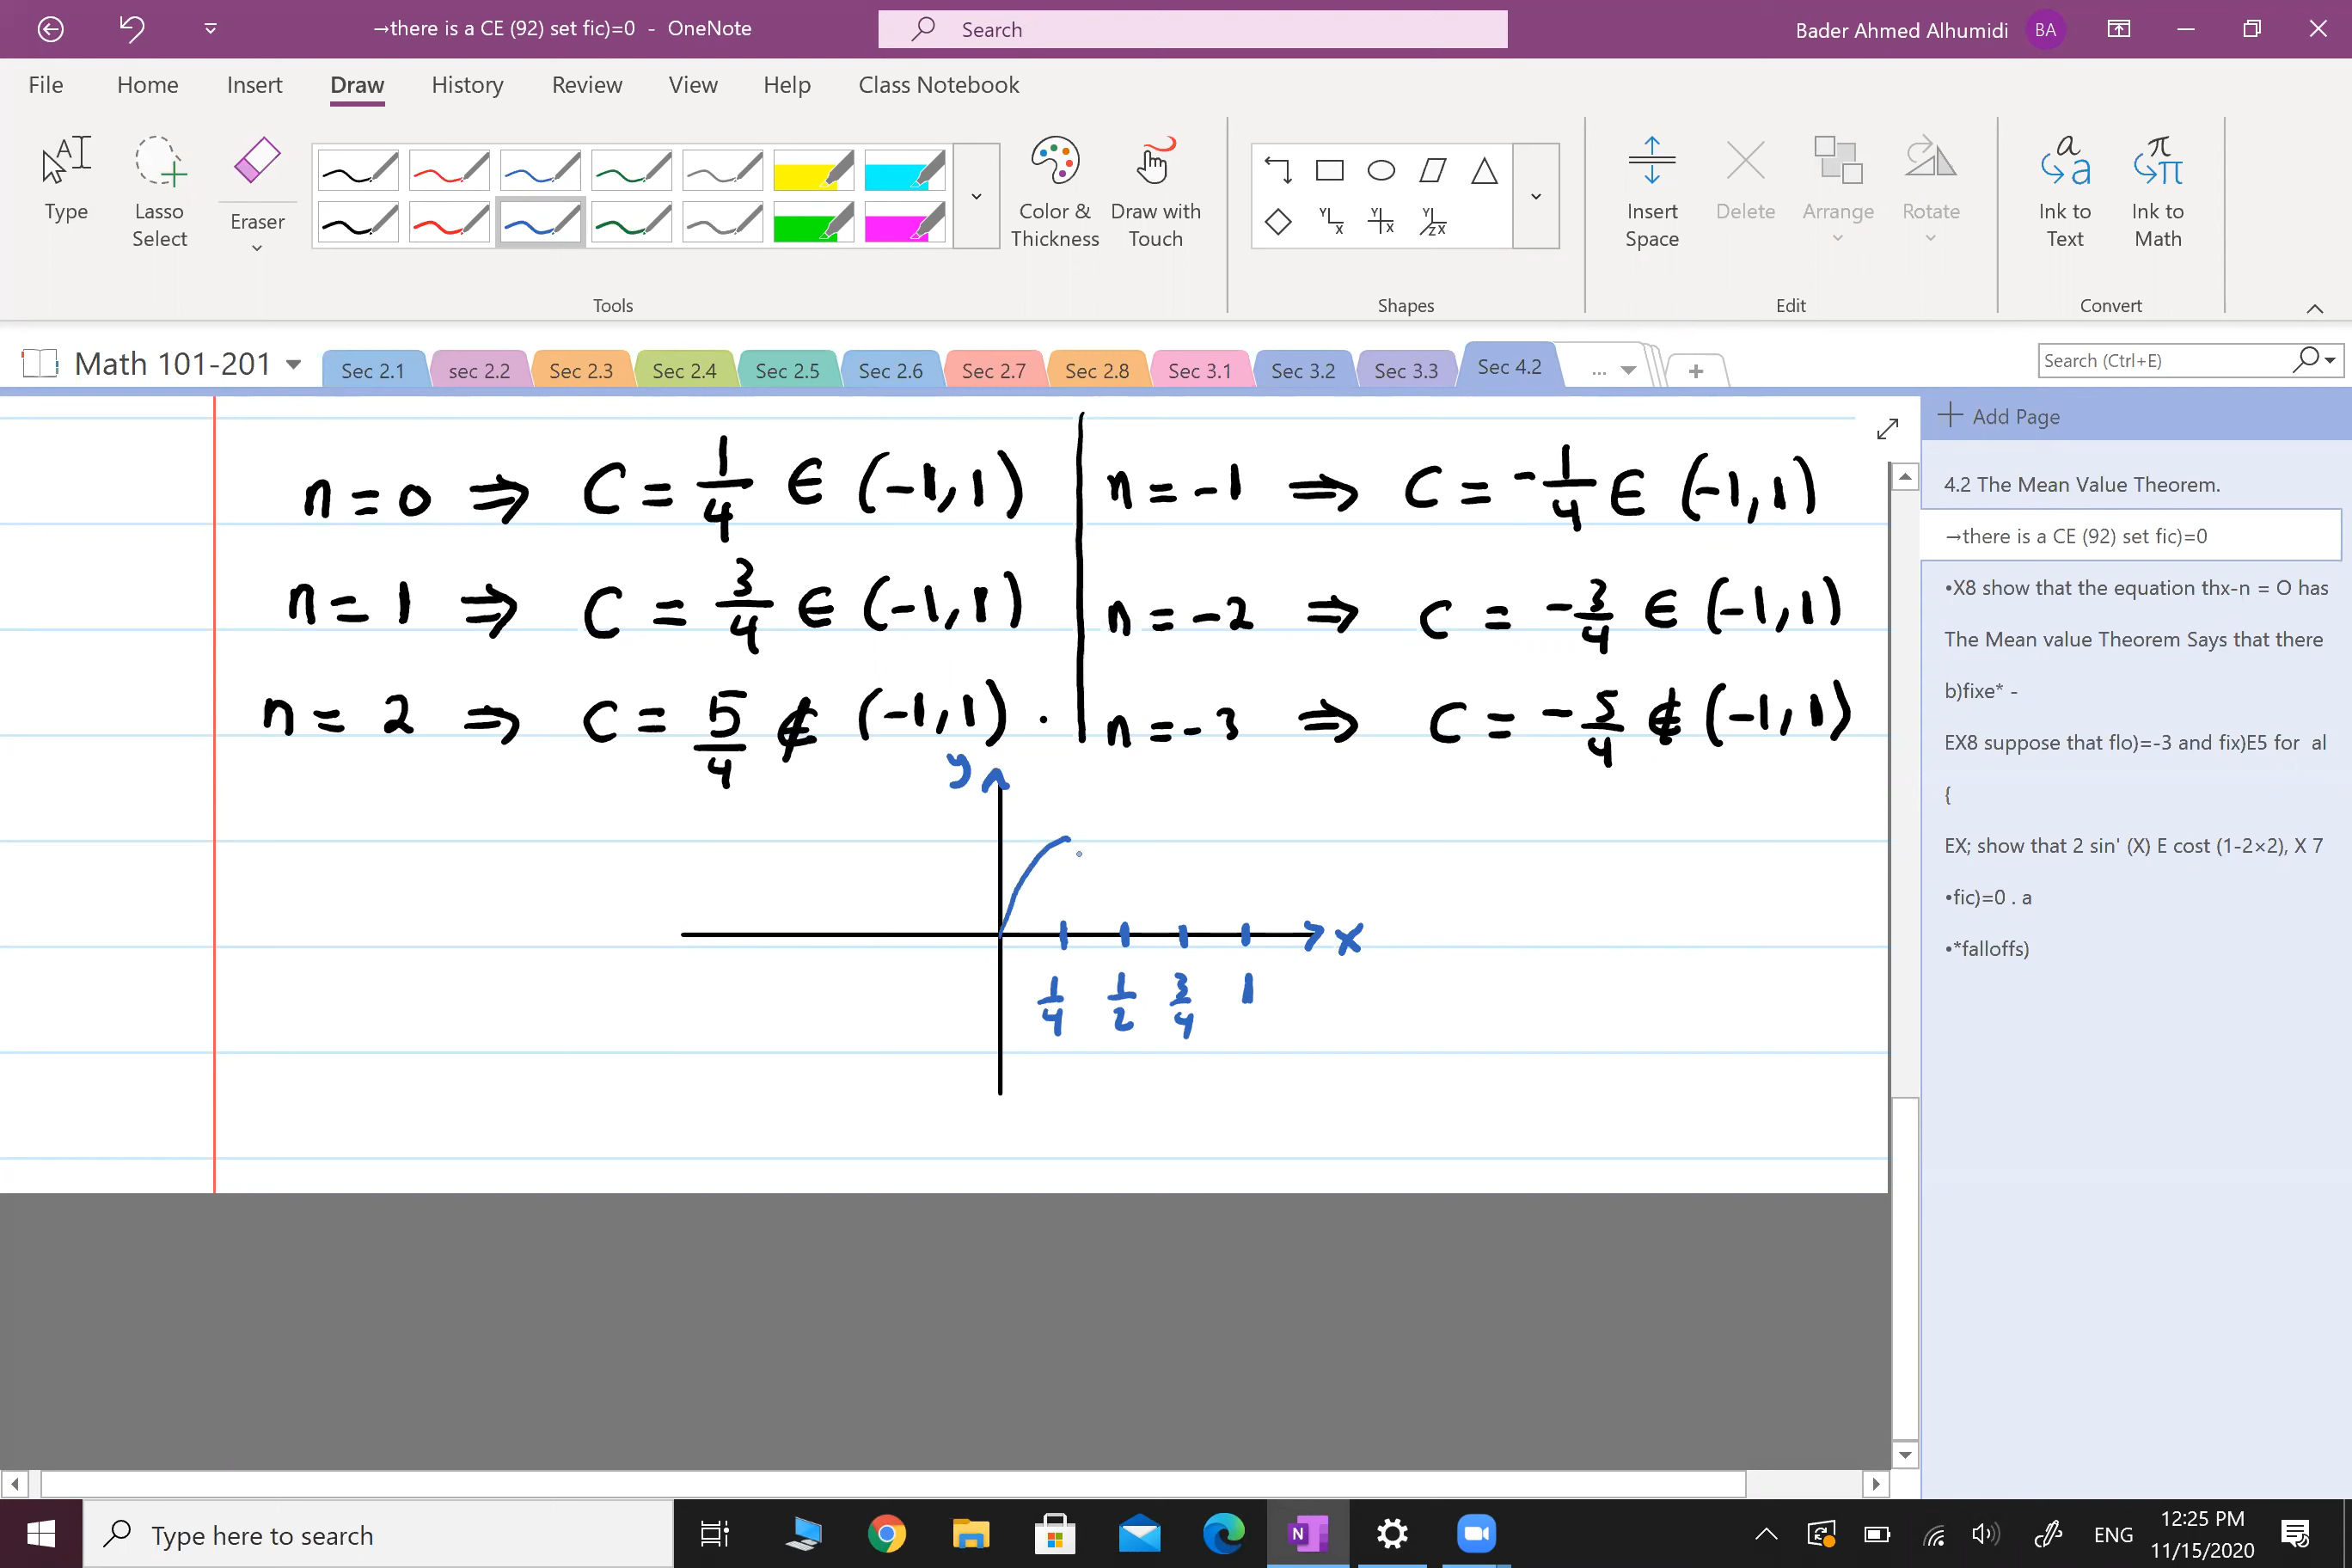 →there is a CE (92) set fic)=0 - OneNote
Search
Bader Ahmed Alhumidi BA
File Home Insert Draw History Review View Help Class Notebook
Type
Lasso Select
Eraser
Color & Thickness
Draw with Touch
Insert Space
Delete
Arrange
Rotate
Ink to Text
Ink to Math
Tools
Shapes
Edit
Convert
Math 101-201
Sec 2.1 sec 2.2 Sec 2.3 Sec 2.4 Sec 2.5 Sec 2.6 Sec 2.7 Sec 2.8 Sec 3.1 Sec 3.2 Sec 3.3 Sec 4.2 ... +
Search (Ctrl+E)
n=0 ⇒ C = 1/4 ∈ (-1,1) n=-1 ⇒ C = -1/4 ∈ (-1,1)
n=1 ⇒ C = 3/4 ∈ (-1,1) n=-2 ⇒ C = -3/4 ∈ (-1,1)
n=2 ⇒ C = 5/4 ∉ (-1,1). n=-3 ⇒ C = -5/4 ∉ (-1,1)
y
x
1/4 1/2 3/4 1
Add Page
4.2 The Mean Value Theorem.
→there is a CE (92) set fic)=0
•X8 show that the equation thx-n = O has
The Mean value Theorem Says that there
b)fixe* -
EX8 suppose that flo)=-3 and fix)E5 for al
{
EX; show that 2 sin' (X) E cost (1-2×2), X 7
•fic)=0 . a
•*falloffs)
Type here to search
ENG
12:25 PM
11/15/2020